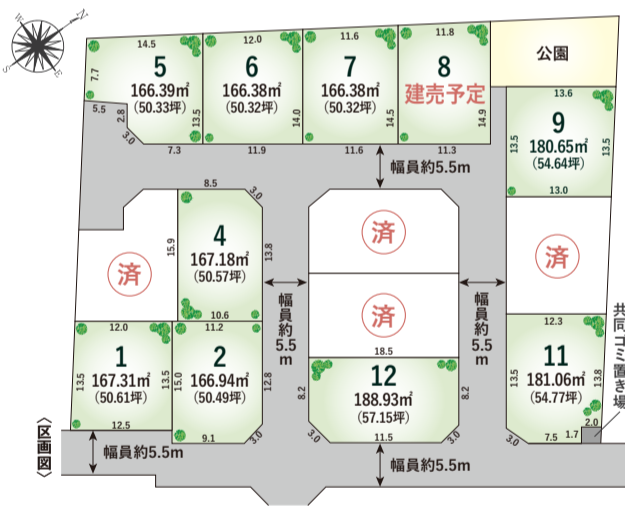 N
W
S
E
公園
14.5
7.7
5
166.39㎡
(50.33坪)
5.5
2.8
3.0
13.5
7.3
12.0
6
166.38㎡
(50.32坪)
14.0
11.9
11.6
7
166.38㎡
(50.32坪)
14.5
11.6
11.8
8
建売予定
14.9
11.3
13.6
9
180.65㎡
(54.64坪)
13.5
13.5
13.0
幅員約5.5m
8.5
3.0
4
167.18㎡
(50.57坪)
15.9
13.8
10.6
済
済
済
済
幅員約5.5m
幅員約5.5m
12.0
1
167.31㎡
(50.61坪)
13.5
13.5
12.5
11.2
2
166.94㎡
(50.49坪)
15.0
12.8
9.1
3.0
18.5
12
188.93㎡
(57.15坪)
8.2
8.2
3.0
11.5
3.0
12.3
11
181.06㎡
(54.77坪)
13.5
13.8
3.0
7.5
1.7
2.0
共同ゴミ置き場
幅員約5.5m
幅員約5.5m
〈区画図〉